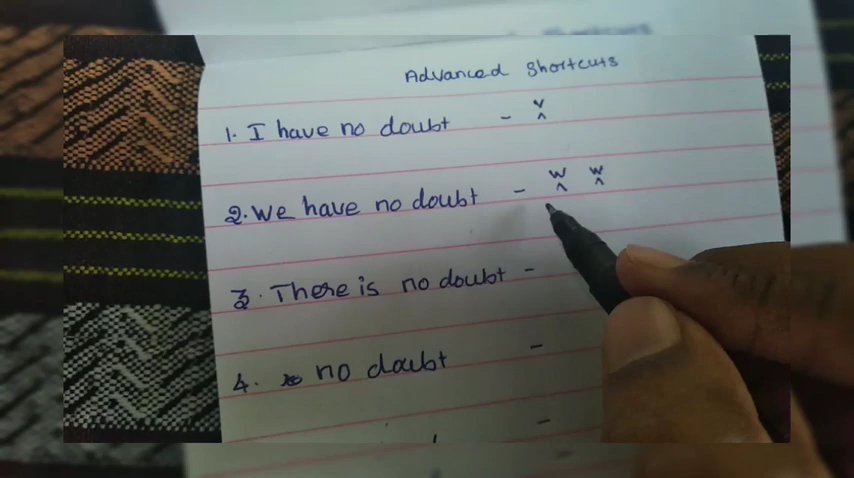 Advanced Shortcuts
1. I have no doubt - v ^
2. We have no doubt - w ^ w ^
3. There is no doubt -
4. no doubt -
-